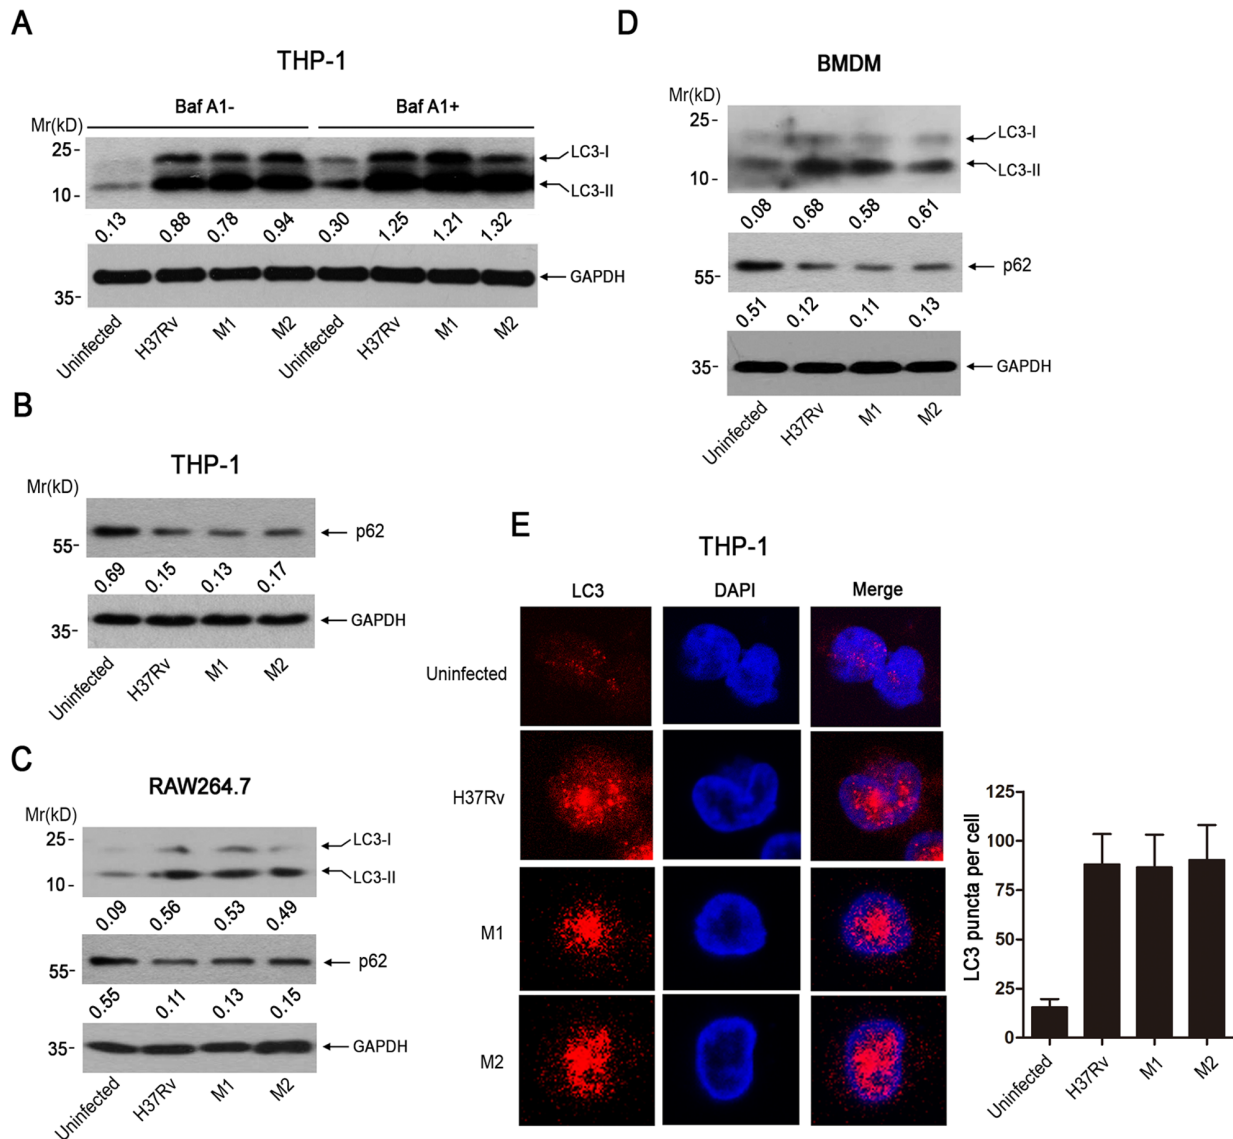 A
THP-1
Baf A1- Baf A1+
Mr(kD)
25-
LC3-I
10-
LC3-II
0.13 0.88 0.78 0.94 0.30 1.25 1.21 1.32
GAPDH
35-
Uninfected H37Rv M1 M2 Uninfected H37Rv M1 M2
B
THP-1
Mr(kD)
p62
55-
0.69 0.15 0.13 0.17
GAPDH
35-
Uninfected H37Rv M1 M2
C
RAW264.7
Mr(kD)
25-
LC3-I
LC3-II
10-
0.09 0.56 0.53 0.49
p62
55-
0.55 0.11 0.13 0.15
35-
GAPDH
Uninfected H37Rv M1 M2
D
BMDM
Mr(kD)
25-
LC3-I
LC3-II
10-
0.08 0.68 0.58 0.61
p62
55-
0.51 0.12 0.11 0.13
35-
GAPDH
Uninfected H37Rv M1 M2
E
THP-1
LC3 DAPI Merge
Uninfected
H37Rv
M1
M2
LC3 puncta per cell
125
100
75
50
25
0
Uninfected H37Rv M1 M2